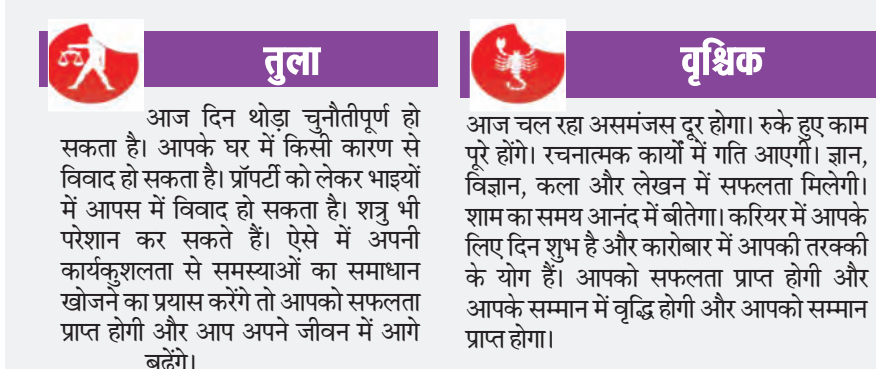 तुला
आज दिन थोड़ा चुनौतीपूर्ण हो
सकता है। आपके घर में किसी कारण से
विवाद हो सकता है। प्रॉपर्टी को लेकर भाइयों
में आपस में विवाद हो सकता है। शत्रु भी
परेशान कर सकते हैं। ऐसे में अपनी
कार्यकुशलता से समस्याओं का समाधान
खोजने का प्रयास करेंगे तो आपको सफलता
प्राप्त होगी और आप अपने जीवन में आगे
बढ़ेंगे।
वृश्चिक
आज चल रहा असमंजस दूर होगा। रुके हुए काम
पूरे होंगे। रचनात्मक कार्यों में गति आएगी। ज्ञान,
विज्ञान, कला और लेखन में सफलता मिलेगी।
शाम का समय आनंद में बीतेगा। करियर में आपके
लिए दिन शुभ है और कारोबार में आपकी तरक्की
के योग हैं। आपको सफलता प्राप्त होगी और
आपके सम्मान में वृद्धि होगी और आपको सम्मान
प्राप्त होगा।